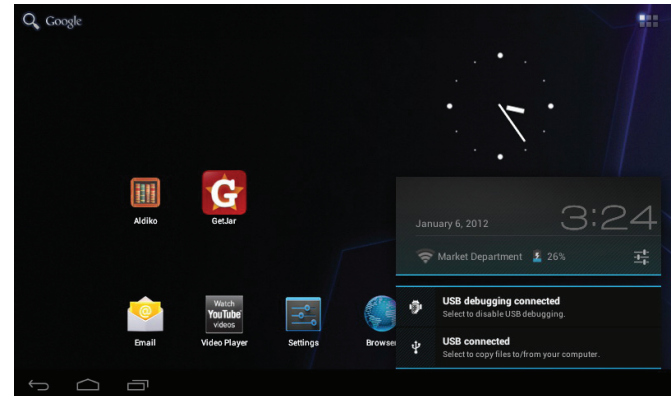 Google
Aldiko
GetJar
January 6, 2012
3:24
Market Department
26%
USB debugging connected
Select to disable USB debugging.
USB connected
Select to copy files to/from your computer.
Watch
YouTube
videos
Email
Video Player
Settings
Browser